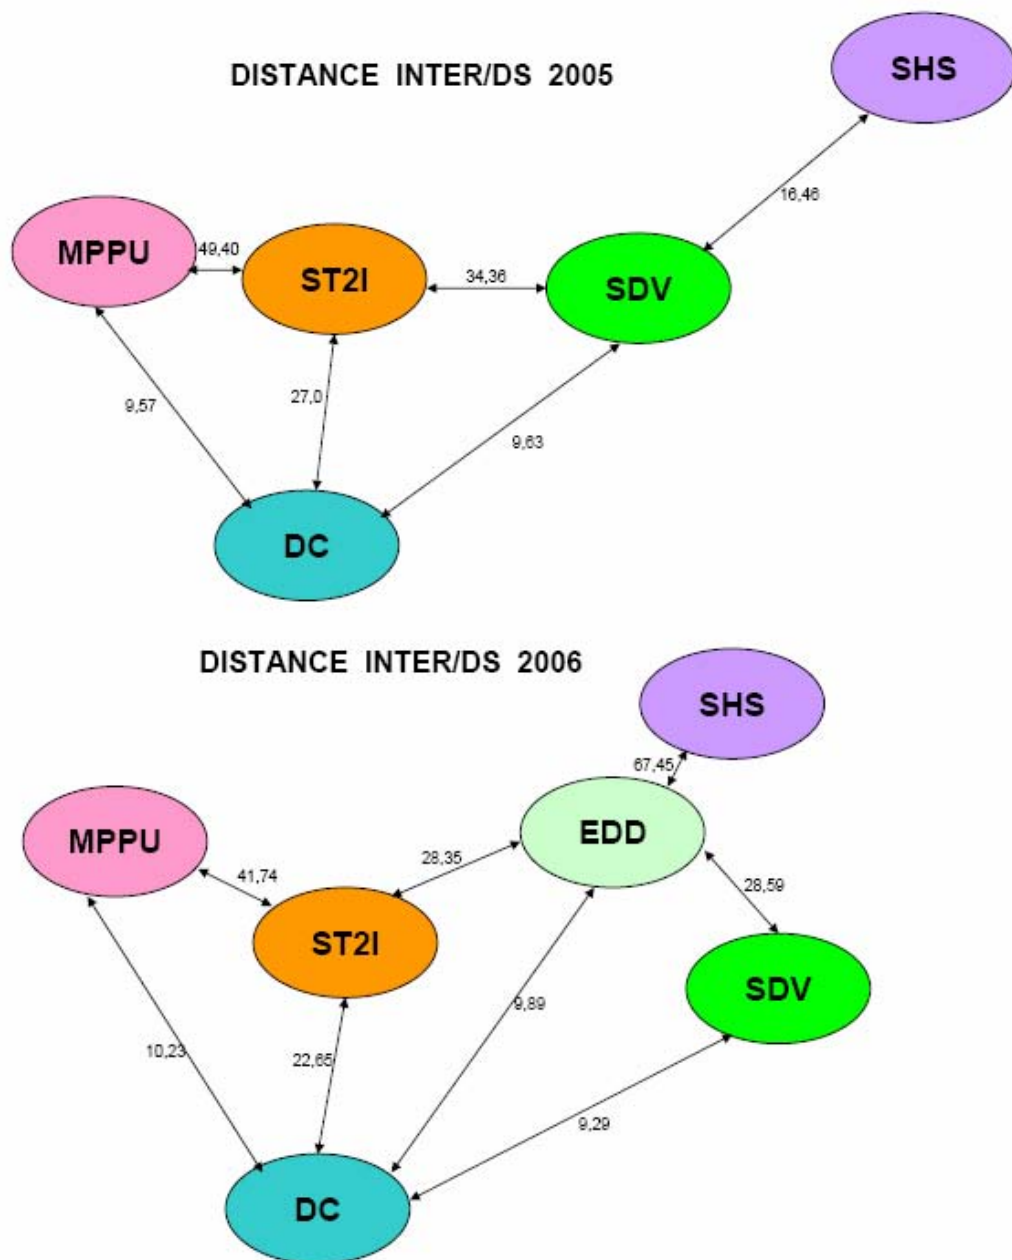 DISTANCE INTER/DS 2005
SHS
16,46
MPPU
49,40
ST2I
34,36
SDV
9,57
27,0
9,63
DC
DISTANCE INTER/DS 2006
SHS
67,45
EDD
MPPU
28,35
41,74
28,59
ST2I
SDV
9,89
10,23
22,65
9,29
DC